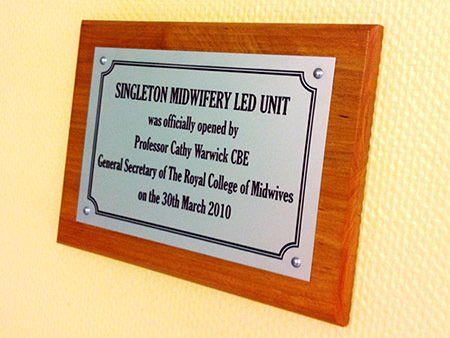 SINGLETON MIDWIFERY LED UNIT
was officially opened by
Professor Cathy Warwick CBE
General Secretary of The Royal College of Midwives
on the 30th March 2010